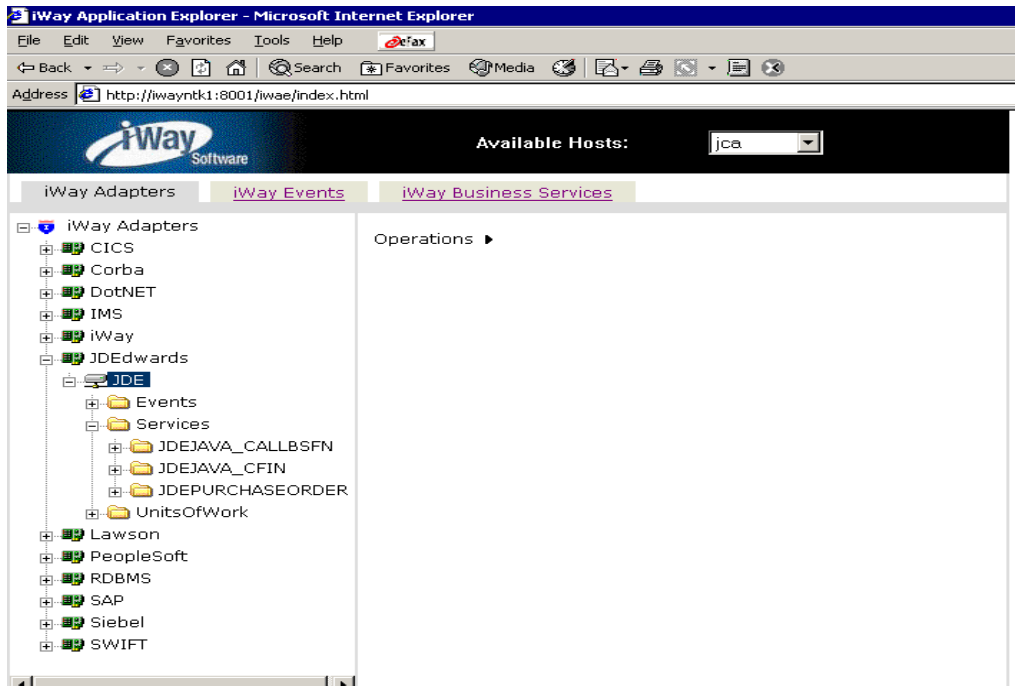 iWay Application Explorer - Microsoft Internet Explorer
File Edit View Favorites Tools Help eFax
Back Search Favorites Media
Address http://iwayntk1:8001/iwae/index.html
iWay Software Available Hosts: jca
iWay Adapters iWay Events iWay Business Services
iWay Adapters
Operations
CICS
Corba
DotNET
IMS
iWay
JDEdwards
JDE
Events
Services
JDEJAVA_CALLBSFN
JDEJAVA_CFIN
JDEPURCHASEORDER
UnitsOfWork
Lawson
PeopleSoft
RDBMS
SAP
Siebel
SWIFT